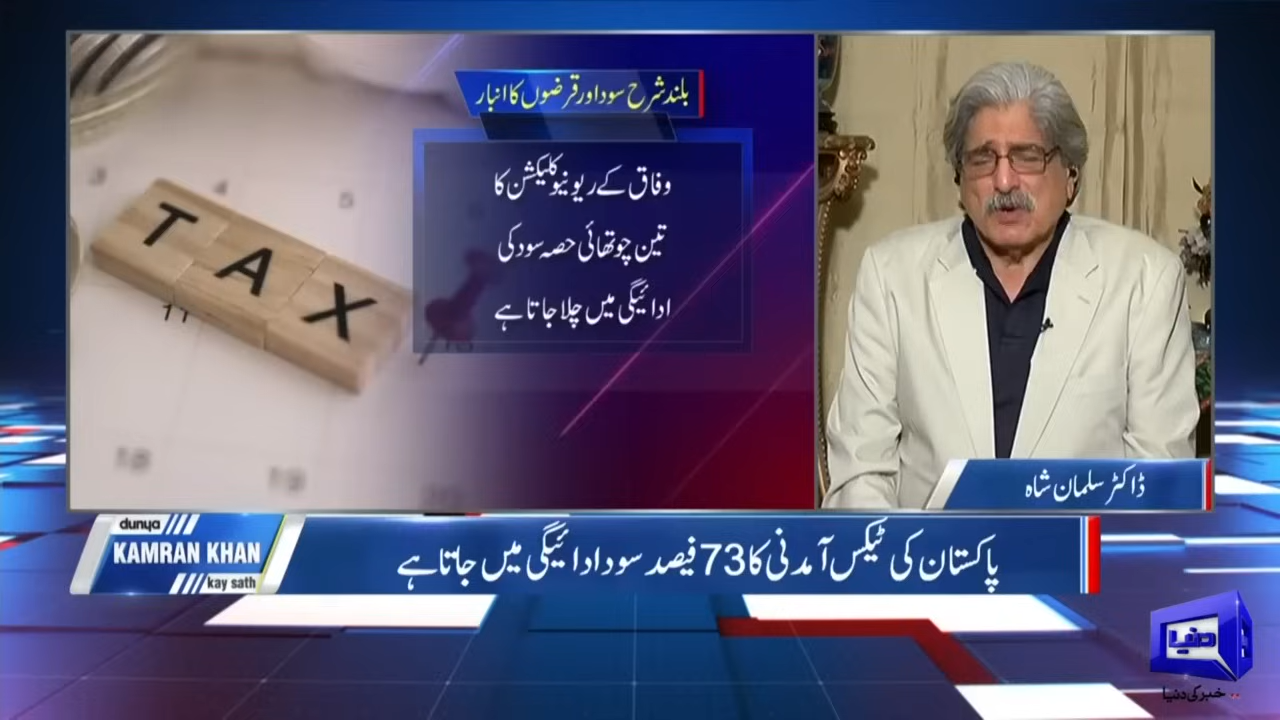 بلند شرح سود اور قرضوں کا انبار
وفاق کے ریونیو کلیکشن کا
تین چوتھائی حصہ سود کی
ادائیگی میں چلا جاتا ہے
TAX
ڈاکٹر سلمان شاہ
dunya
KAMRAN KHAN
kay sath
پاکستان کی ٹیکس آمدنی کا 73 فیصد سود ادائیگی میں جاتا ہے
دنیا
خبر کی دنیا